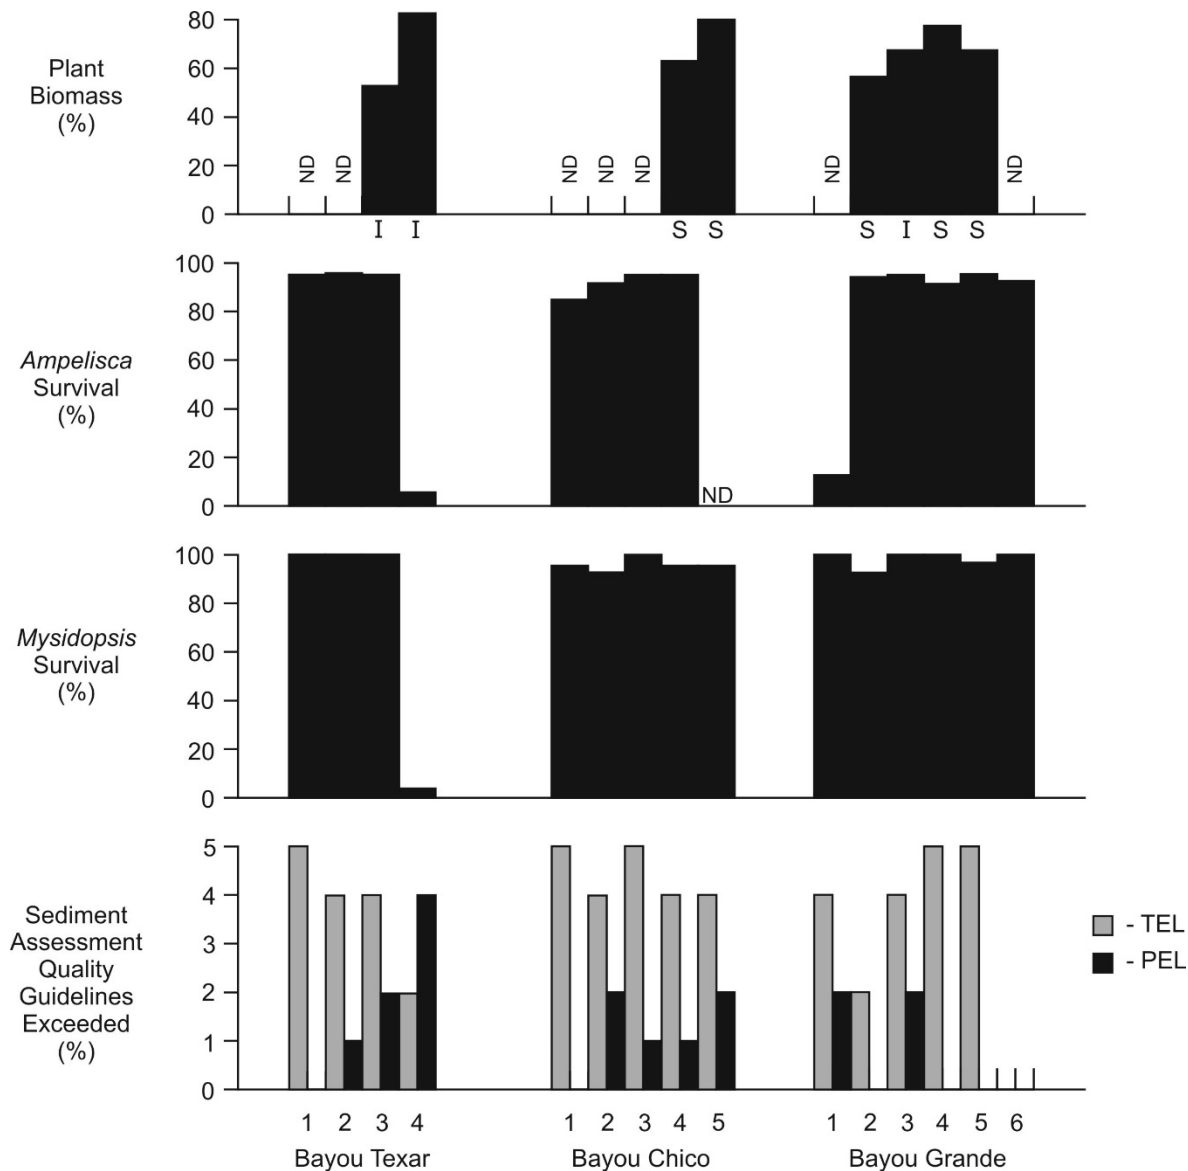 Plant
Biomass
(%)
80
60
40
20
0
ND
ND
ND
ND
ND
ND
ND
I I
S S
S I S S
Ampelisca
Survival
(%)
100
80
60
40
20
0
ND
Mysidopsis
Survival
(%)
100
80
60
40
20
0
Sediment
Assessment
Quality
Guidelines
Exceeded
(%)
5
4
3
2
1
0
- TEL
- PEL
1 2 3 4
1 2 3 4 5
1 2 3 4 5 6
Bayou Texar
Bayou Chico
Bayou Grande